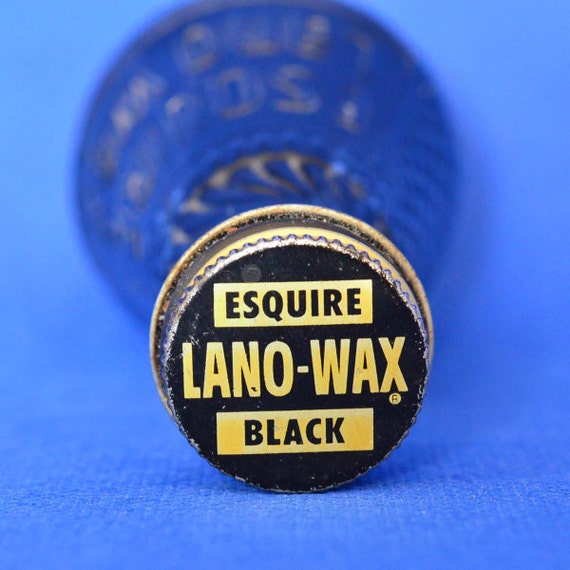 ESQUIRE
LANO-WAX
®
BLACK